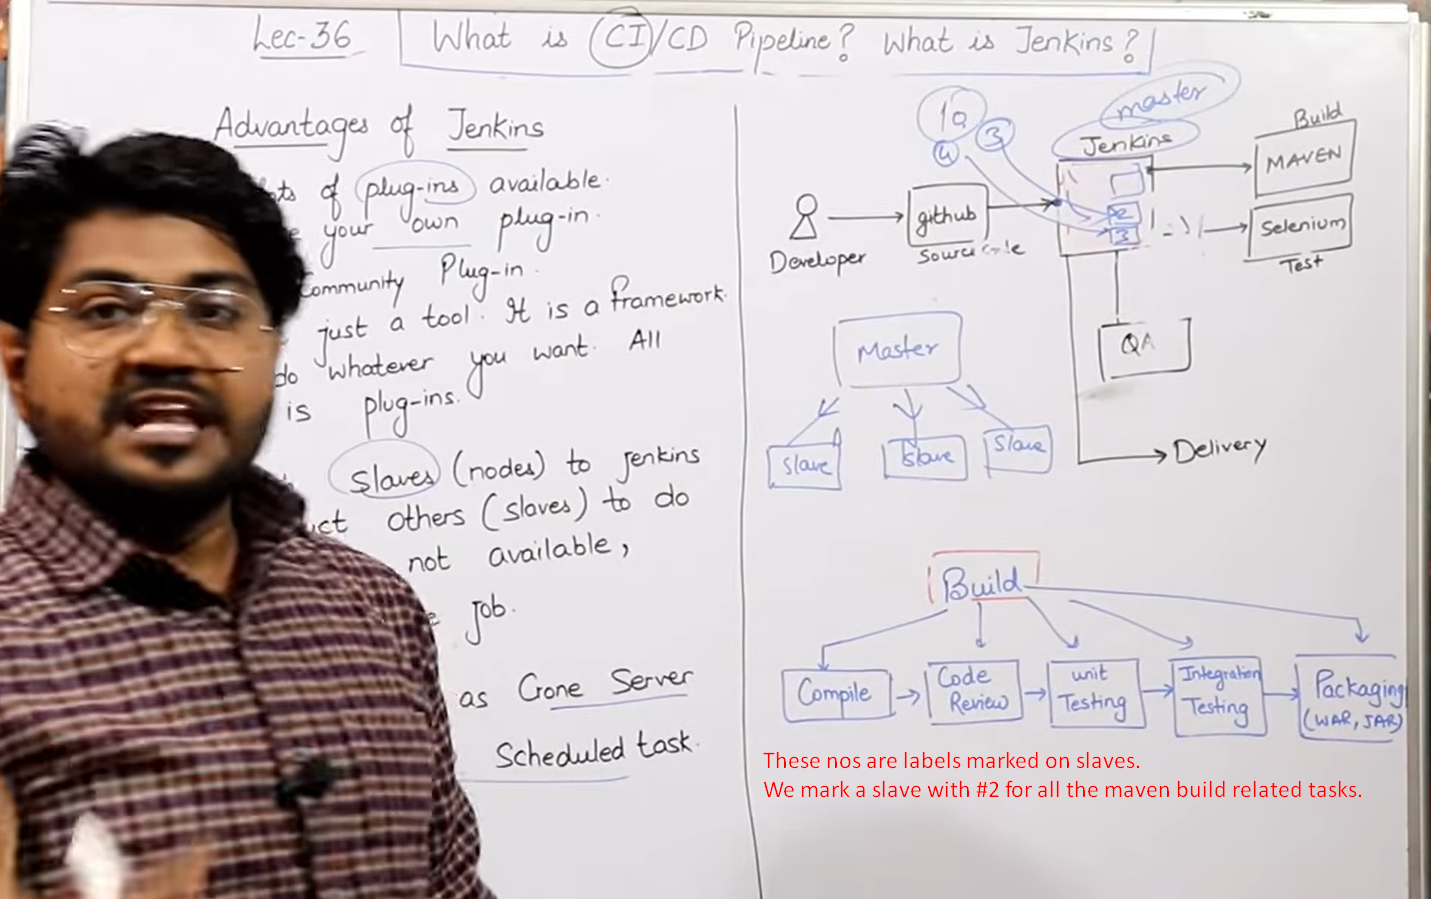 Lec-36
What is CI/CD Pipeline? What is Jenkins?
Advantages of Jenkins
of plug-ins available.
your own plug-in.
Community Plug-in.
just a tool. It is a framework.
do whatever you want. All
is plug-ins.
Slaves (nodes) to Jenkins
others (slaves) to do
not available,
job.
as Crone Server
Scheduled task.
master
10
3
4
Jenkins
2
3
Build
MAVEN
Selenium
Test
github
Source
Developer
QA
Delivery
Master
Slave
Slave
Slave
Build
Compile
Code
Review
unit
Testing
Integration
Testing
Packaging
(WAR, JAR)
These nos are labels marked on slaves.
We mark a slave with #2 for all the maven build related tasks.